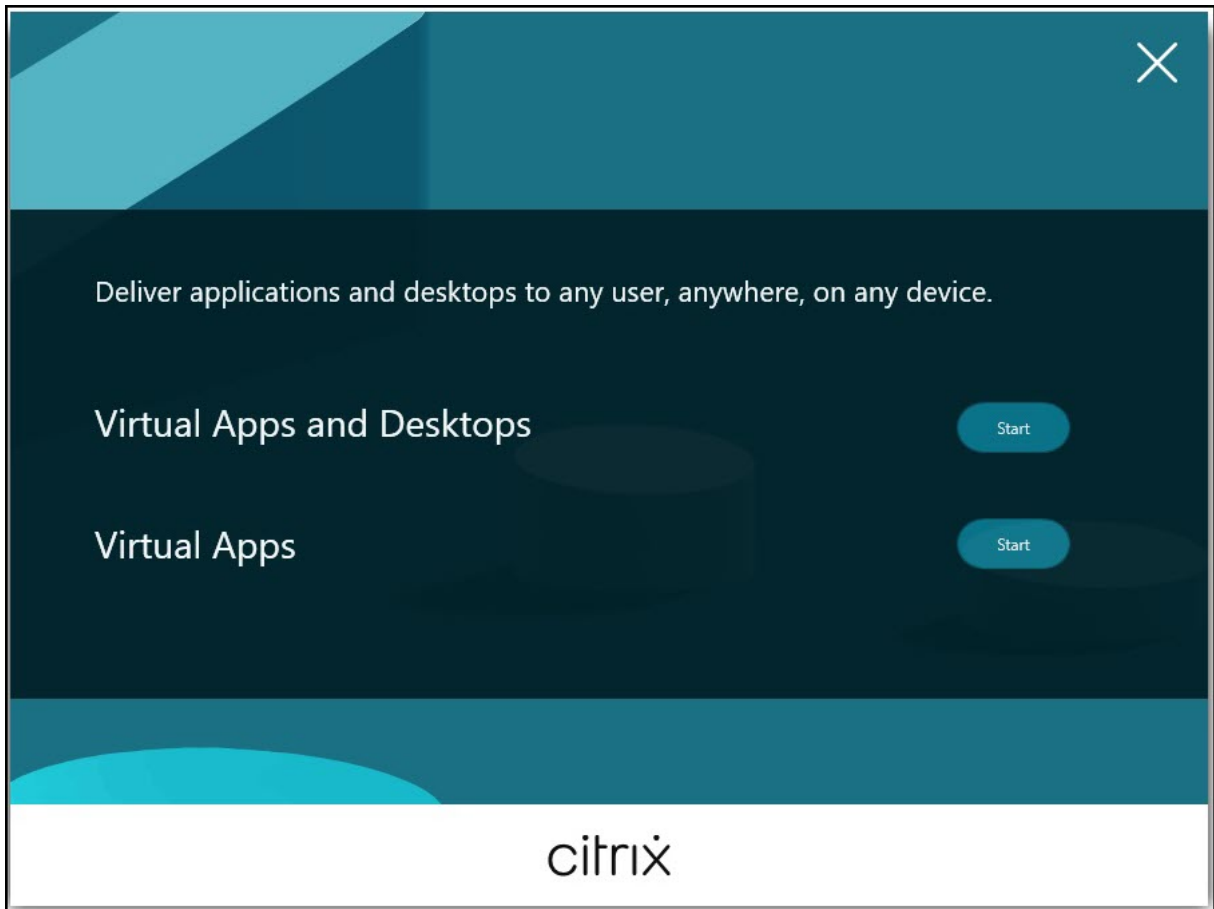 Deliver applications and desktops to any user, anywhere, on any device.
Virtual Apps and Desktops
Start
Virtual Apps
Start
citrix